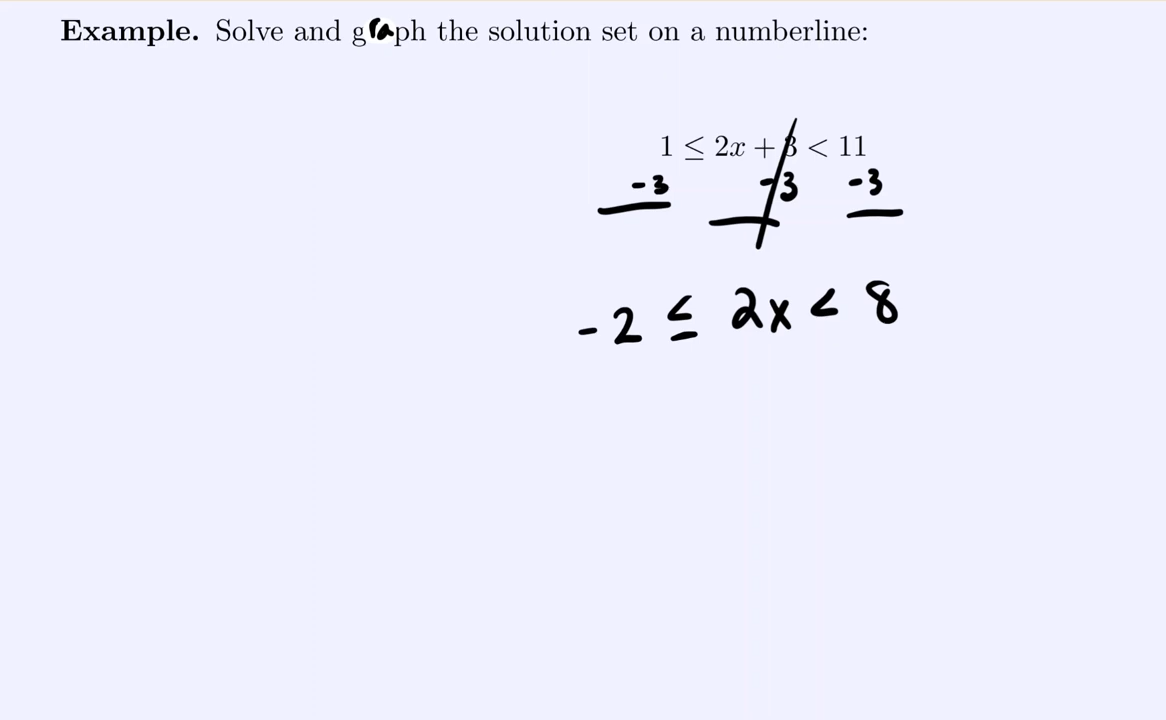 Example. Solve and graph the solution set on a numberline:
1 ≤ 2x + 3 < 11
-3 -3 -3
-2 ≤ 2x < 8